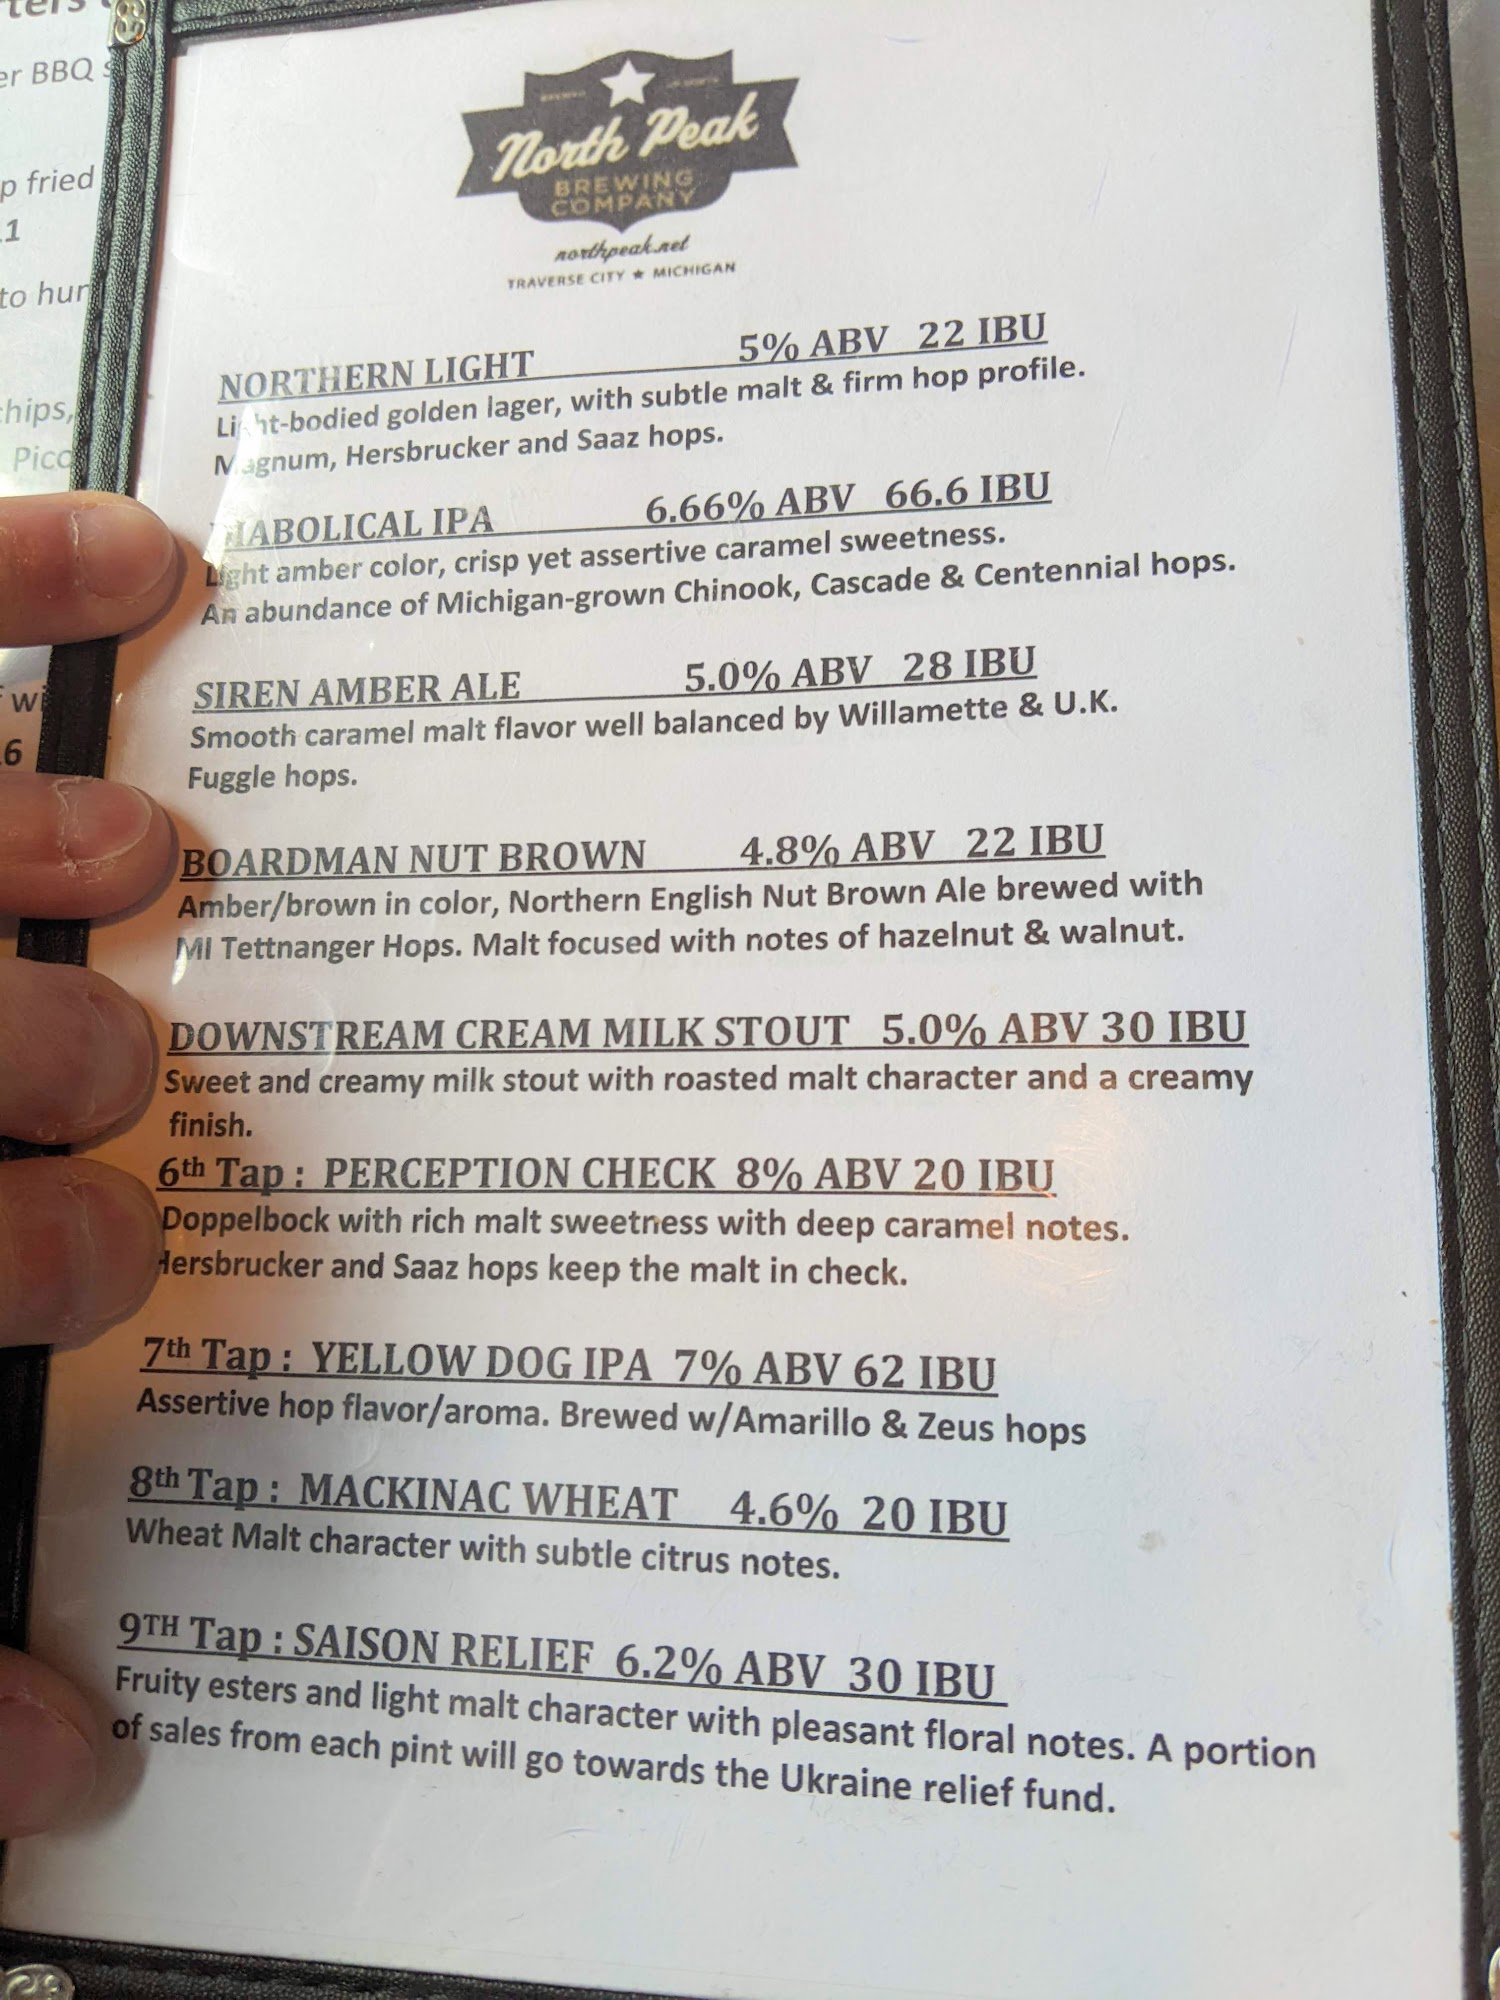 er BBQ
p fried
to hur
chips,
Pico
wi
North Peak
BREWING
COMPANY
northpeak.net
TRAVERSE CITY ★ MICHIGAN
NORTHERN LIGHT 5% ABV 22 IBU
Light-bodied golden lager, with subtle malt & firm hop profile.
Magnum, Hersbrucker and Saaz hops.
DIABOLICAL IPA 6.66% ABV 66.6 IBU
Light amber color, crisp yet assertive caramel sweetness.
An abundance of Michigan-grown Chinook, Cascade & Centennial hops.
SIREN AMBER ALE 5.0% ABV 28 IBU
Smooth caramel malt flavor well balanced by Willamette & U.K.
Fuggle hops.
BOARDMAN NUT BROWN 4.8% ABV 22 IBU
Amber/brown in color, Northern English Nut Brown Ale brewed with
MI Tettnanger Hops. Malt focused with notes of hazelnut & walnut.
DOWNSTREAM CREAM MILK STOUT 5.0% ABV 30 IBU
Sweet and creamy milk stout with roasted malt character and a creamy
finish.
6th Tap : PERCEPTION CHECK 8% ABV 20 IBU
Doppelbock with rich malt sweetness with deep caramel notes.
Hersbrucker and Saaz hops keep the malt in check.
7th Tap : YELLOW DOG IPA 7% ABV 62 IBU
Assertive hop flavor/aroma. Brewed w/Amarillo & Zeus hops
8th Tap : MACKINAC WHEAT 4.6% 20 IBU
Wheat Malt character with subtle citrus notes.
9TH Tap : SAISON RELIEF 6.2% ABV 30 IBU
Fruity esters and light malt character with pleasant floral notes. A portion
of sales from each pint will go towards the Ukraine relief fund.